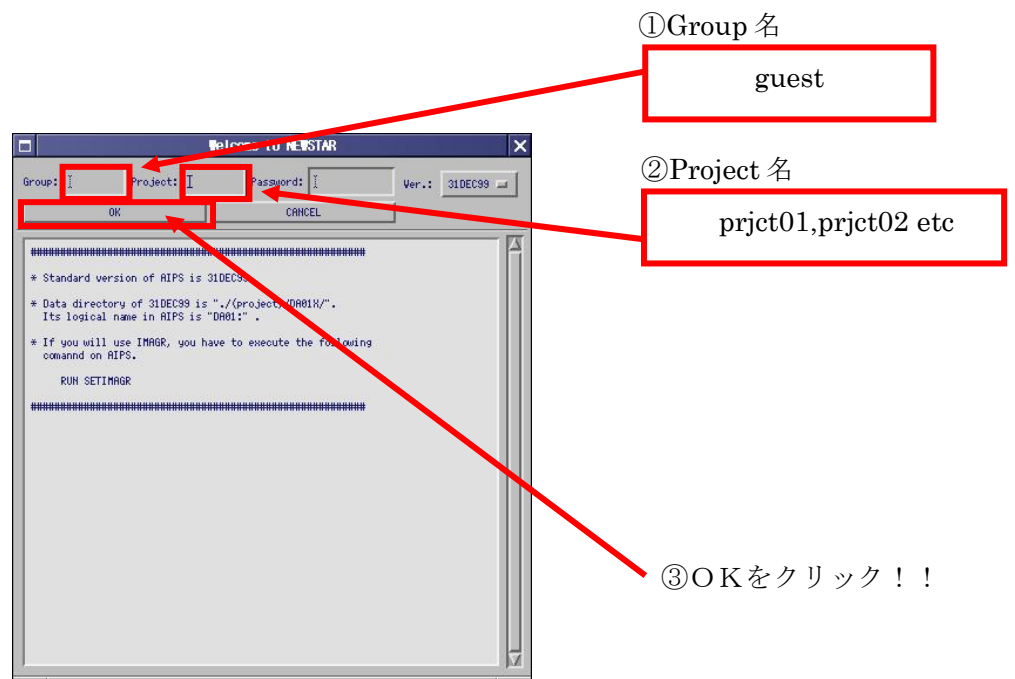 ①Group 名
guest
Welcome to NEWSTAR
Group:
Project:
Password:
Ver.: 31DEC99
OK
CANCEL
②Project 名
prjct01,prjct02 etc
################################################################
* Standard version of AIPS is 31DEC99
* Data directory of 31DEC99 is "./(project)/DA01X/".
Its logical name in AIPS is "DA01:" .
* If you will use IMAGR, you have to execute the following
comannd on AIPS.
RUN SETIMAGR
################################################################
③ＯＫをクリック！！